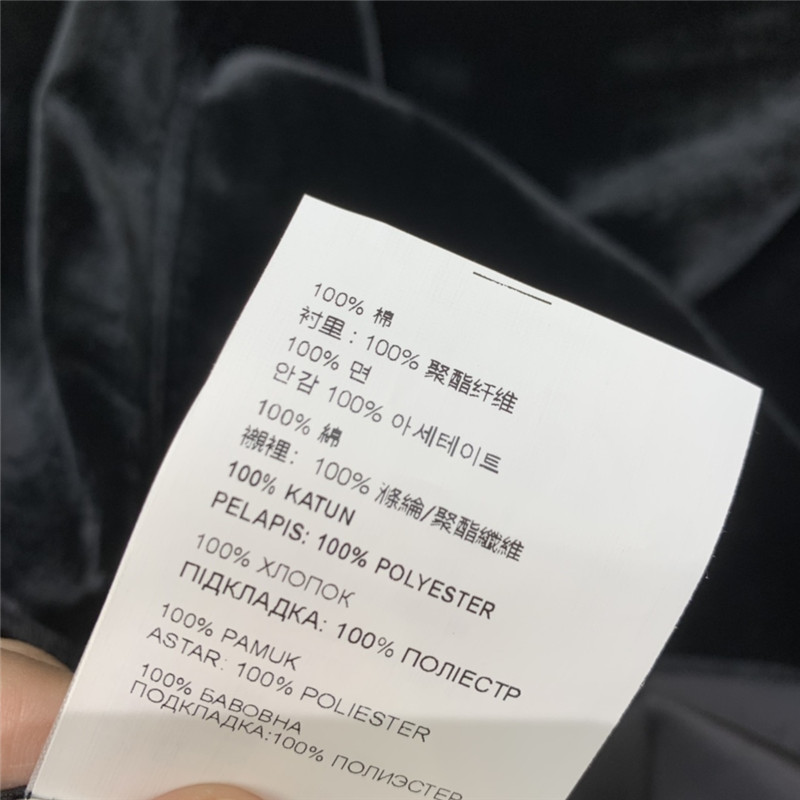 100% 棉
衬里：100% 聚酯纤维
100% 면
안감 100% 아세테이트
100% 綿
襯裡：100% 滌綸/聚酯纖維
100% KATUN
PELAPIS: 100% POLYESTER
100% ХЛОПОК
ПІДКЛАДКА: 100% ПОЛІЕСТР
100% PAMUK
ASTAR: 100% POLIESTER
100% БАВОВНА
ПОДКЛАДКА:100% ПОЛИЭСТЕР